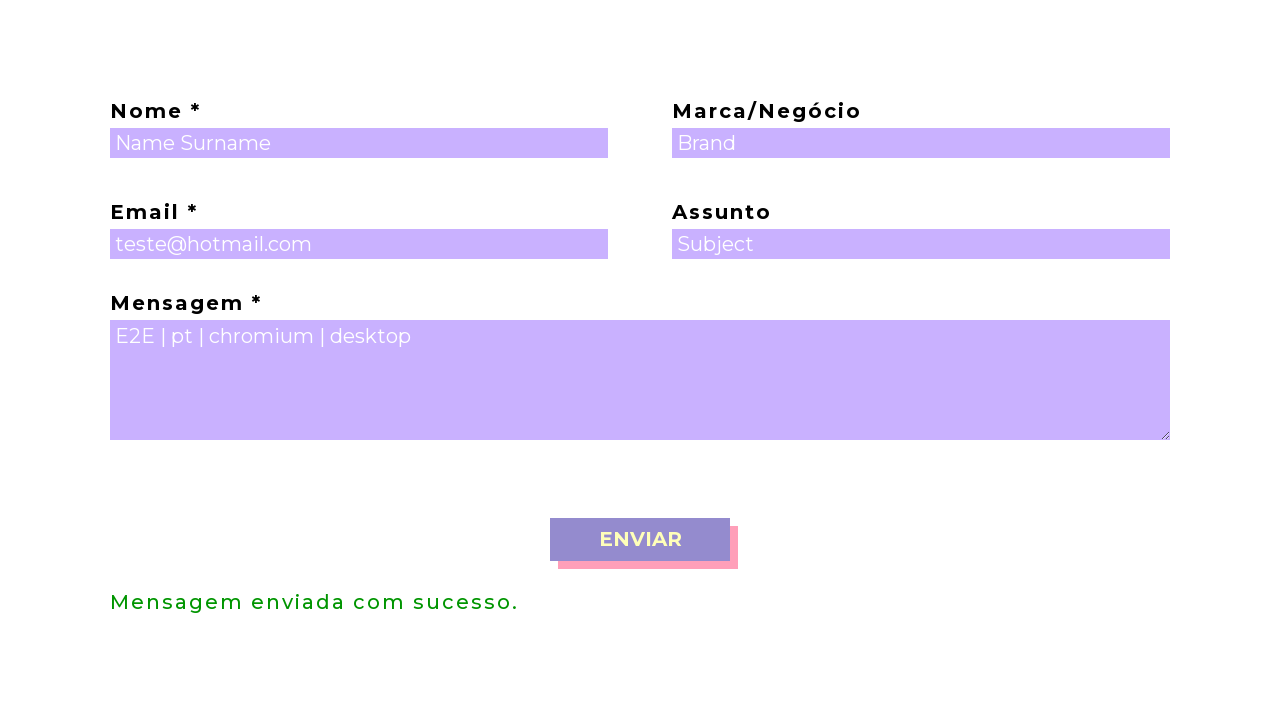 Nome *
Marca/Negócio
Name Surname
Brand
Email *
Assunto
teste@hotmail.com
Subject
Mensagem *
E2E | pt | chromium | desktop
ENVIAR
Mensagem enviada com sucesso.